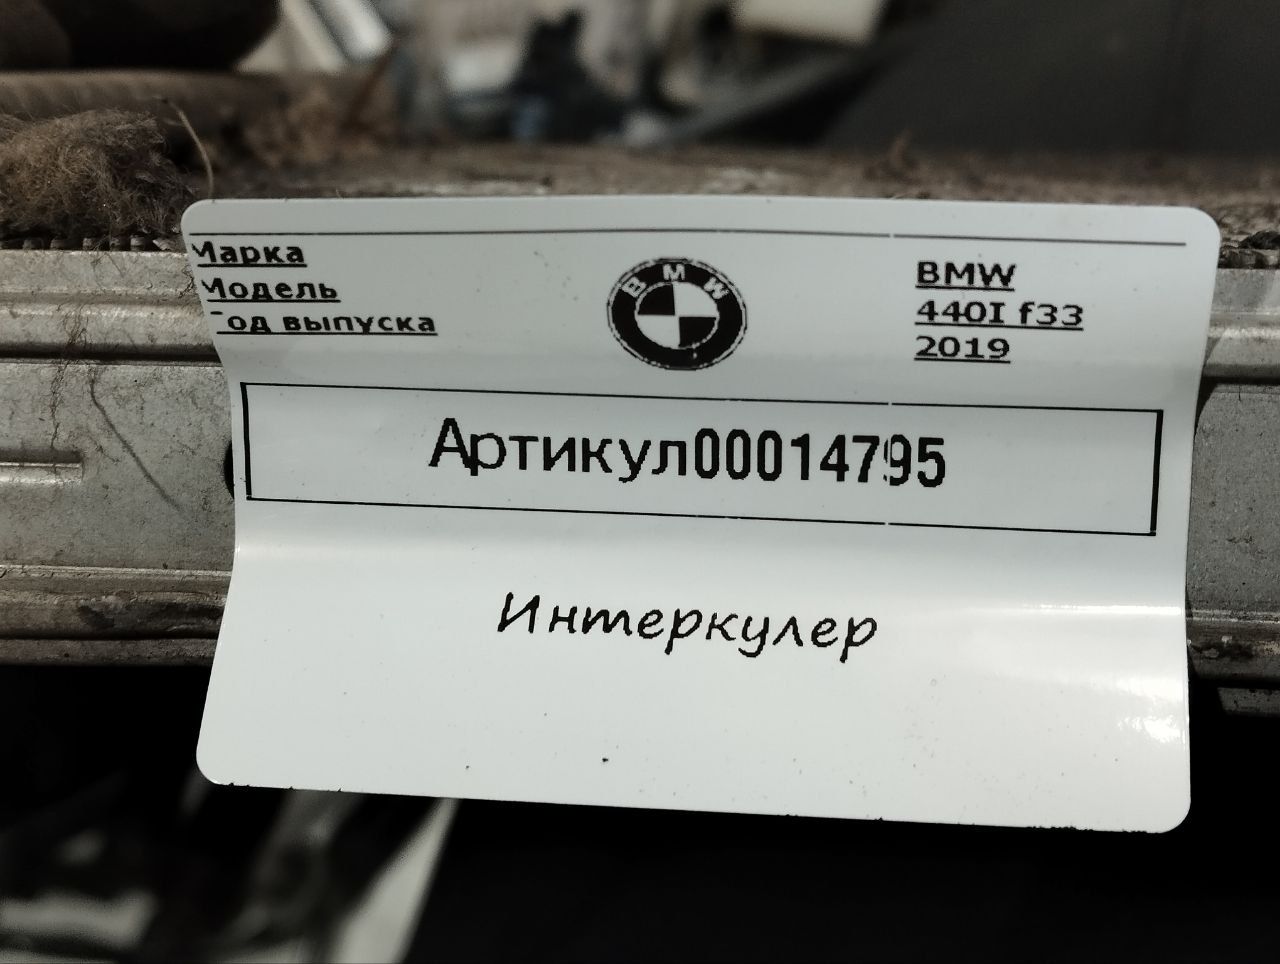 Марка BMW
Модель 440I f33
Год выпуска 2019
BMW
Артикул00014795
Интеркулер